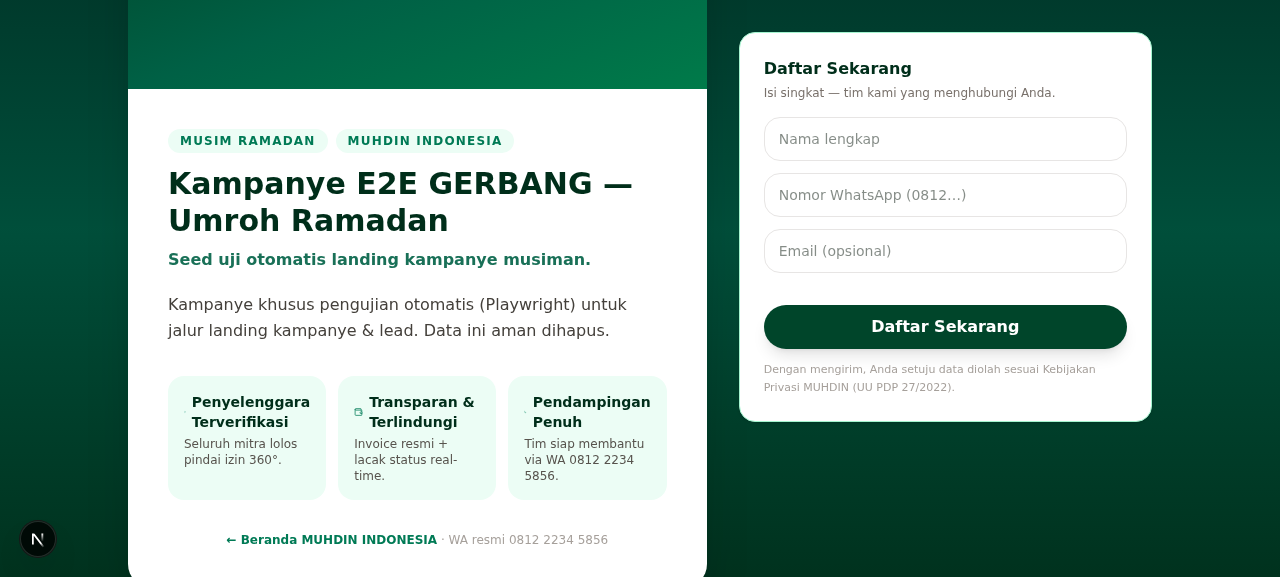 MUSIM RAMADAN
MUHDIN INDONESIA
Kampanye E2E GERBANG —
Umroh Ramadan
Seed uji otomatis landing kampanye musiman.
Kampanye khusus pengujian otomatis (Playwright) untuk
jalur landing kampanye & lead. Data ini aman dihapus.
Penyelenggara
Terverifikasi
Seluruh mitra lolos
pindai izin 360°.
Transparan &
Terlindungi
Invoice resmi +
lacak status real-
time.
Pendampingan
Penuh
Tim siap membantu
via WA 0812 2234
5856.
← Beranda MUHDIN INDONESIA · WA resmi 0812 2234 5856
Daftar Sekarang
Isi singkat — tim kami yang menghubungi Anda.
Nama lengkap
Nomor WhatsApp (0812…)
Email (opsional)
Daftar Sekarang
Dengan mengirim, Anda setuju data diolah sesuai Kebijakan
Privasi MUHDIN (UU PDP 27/2022).
N